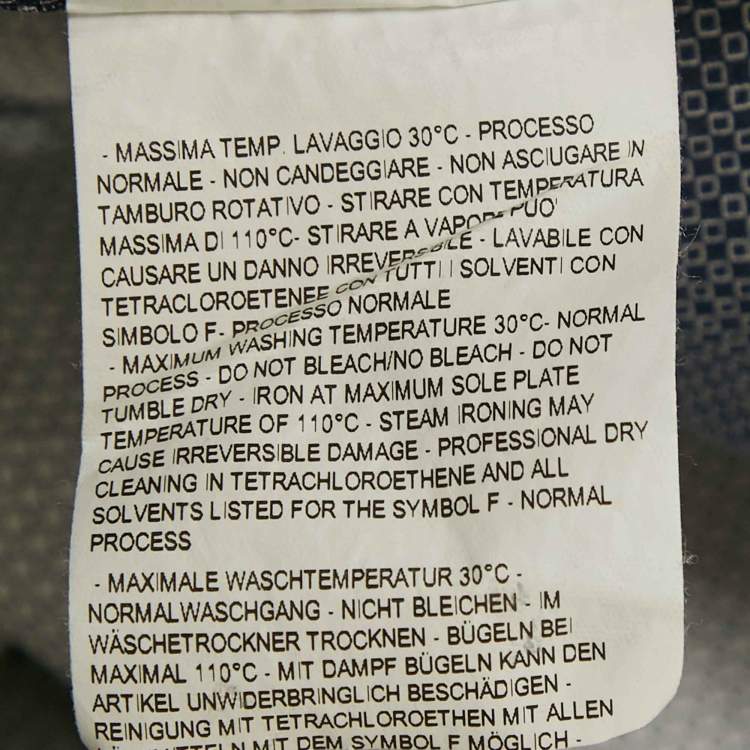 - MASSIMA TEMP. LAVAGGIO 30°C - PROCESSO
NORMALE - NON CANDEGGIARE - NON ASCIUGARE IN
TAMBURO ROTATIVO - STIRARE CON TEMPERATURA
MASSIMA DI 110°C- STIRARE A VAPORE PUO'
CAUSARE UN DANNO IRREVERSIBILE - LAVABILE CON
TETRACLOROETENEE CON TUTTI I SOLVENTI CON
SIMBOLO F- PROCESSO NORMALE
- MAXIMUM WASHING TEMPERATURE 30°C- NORMAL
PROCESS - DO NOT BLEACH/NO BLEACH - DO NOT
TUMBLE DRY - IRON AT MAXIMUM SOLE PLATE
TEMPERATURE OF 110°C - STEAM IRONING MAY
CAUSE IRREVERSIBLE DAMAGE - PROFESSIONAL DRY
CLEANING IN TETRACHLOROETHENE AND ALL
SOLVENTS LISTED FOR THE SYMBOL F - NORMAL
PROCESS
- MAXIMALE WASCHTEMPERATUR 30°C -
NORMALWASCHGANG - NICHT BLEICHEN - IM
WÄSCHETROCKNER TROCKNEN - BÜGELN BEI
MAXIMAL 110°C - MIT DAMPF BÜGELN KANN DEN
ARTIKEL UNWIDERBRINGLICH BESCHÄDIGEN -
REINIGUNG MIT TETRACHLOROETHEN MIT ALLEN
MIT DEM SYMBOL F MÖGLICH -